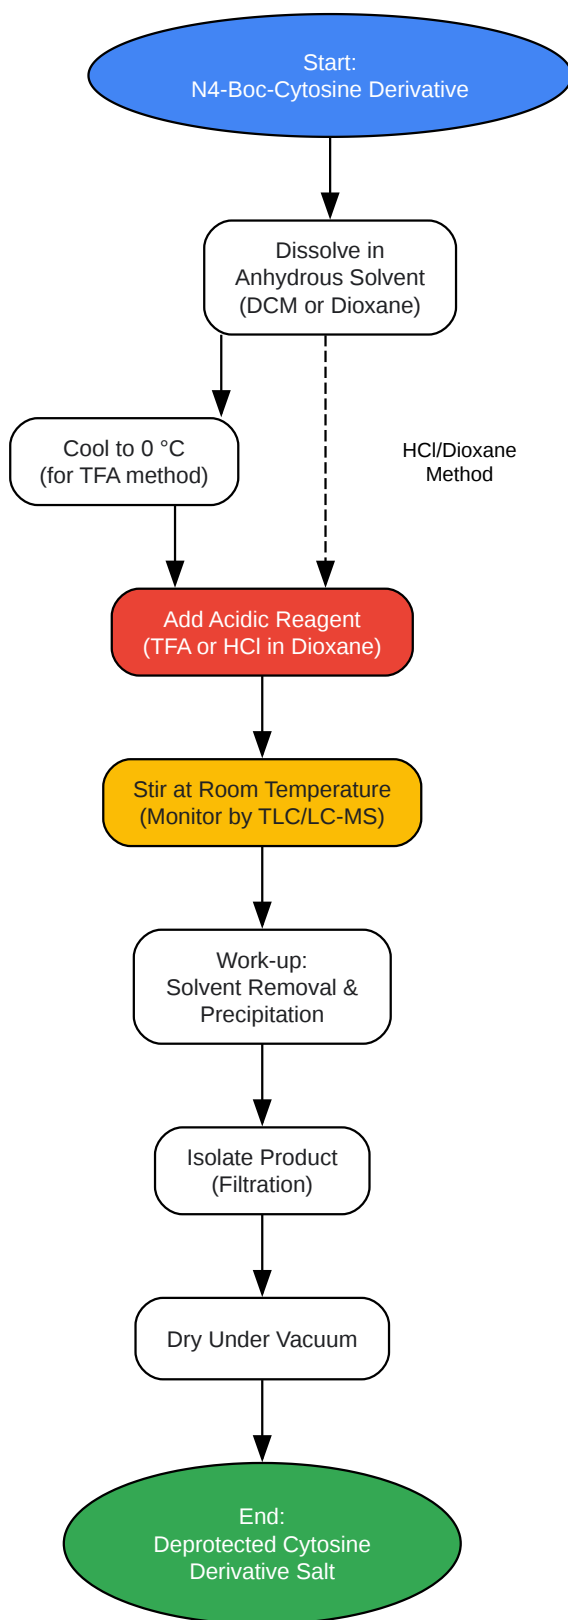 Start:
N4-Boc-Cytosine Derivative
Dissolve in
Anhydrous Solvent
(DCM or Dioxane)
Cool to 0 °C
(for TFA method)
HCl/Dioxane
Method
Add Acidic Reagent
(TFA or HCl in Dioxane)
Stir at Room Temperature
(Monitor by TLC/LC-MS)
Work-up:
Solvent Removal &
Precipitation
Isolate Product
(Filtration)
Dry Under Vacuum
End:
Deprotected Cytosine
Derivative Salt